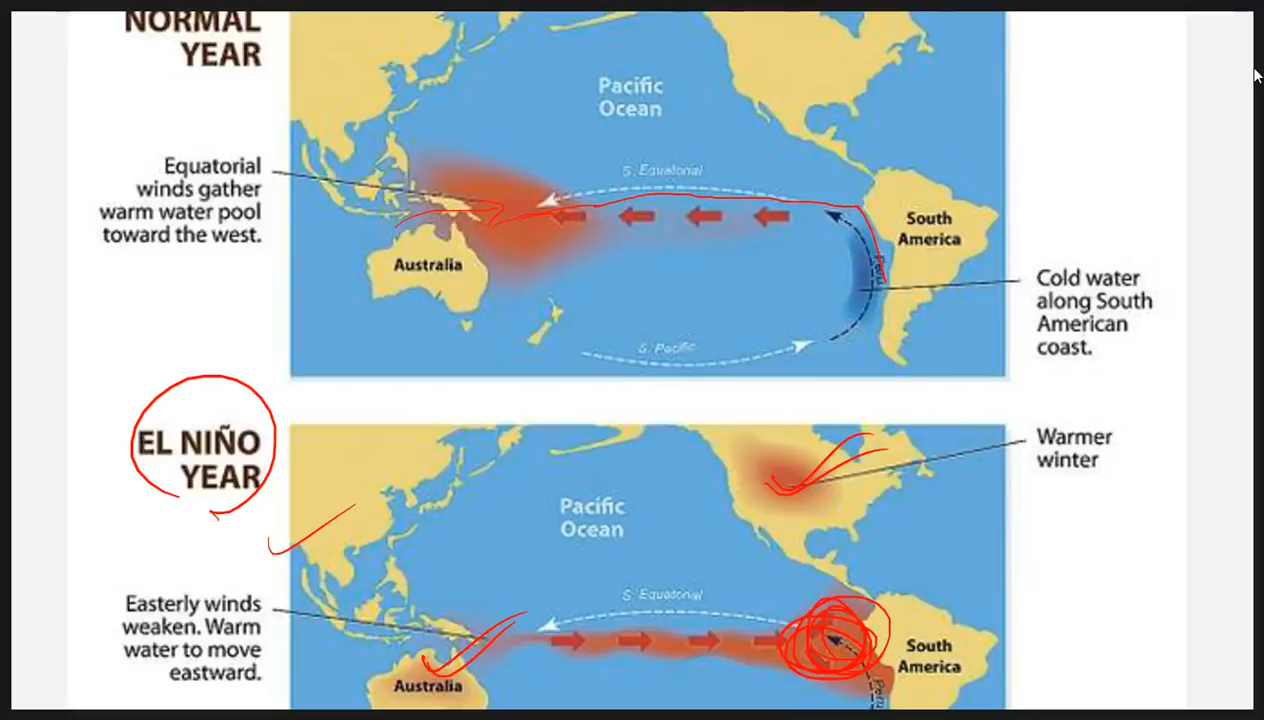 NORMAL
YEAR
Pacific
Ocean
Equatorial
winds gather
warm water pool
toward the west.
S. Equatorial
South
America
Australia
Peru
Cold water
along South
American
coast.
S. Pacific
EL NIÑO
YEAR
Warmer
winter
Pacific
Ocean
Easterly winds
weaken. Warm
water to move
eastward.
S. Equatorial
South
America
Australia
Peru